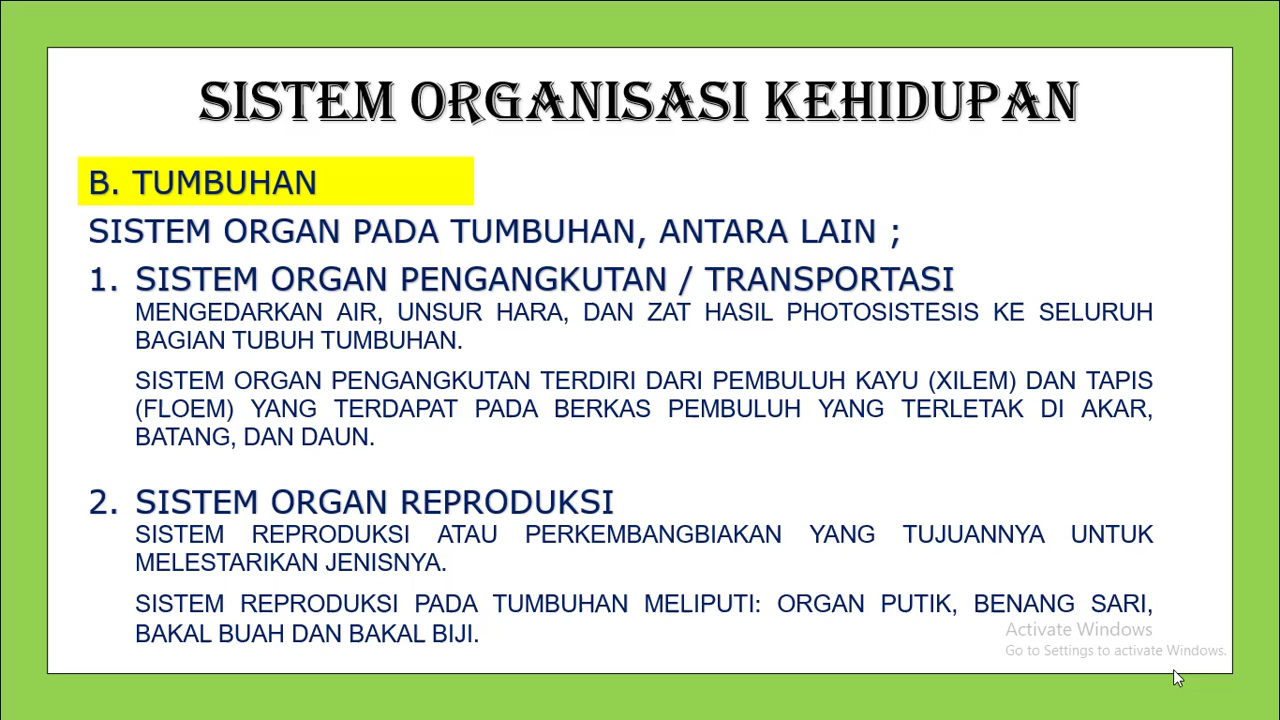 SISTEM ORGANISASI KEHIDUPAN
B. TUMBUHAN
SISTEM ORGAN PADA TUMBUHAN, ANTARA LAIN ;
1. SISTEM ORGAN PENGANGKUTAN / TRANSPORTASI
MENGEDARKAN AIR, UNSUR HARA, DAN ZAT HASIL PHOTOSISTESIS KE SELURUH
BAGIAN TUBUH TUMBUHAN.
SISTEM ORGAN PENGANGKUTAN TERDIRI DARI PEMBULUH KAYU (XILEM) DAN TAPIS
(FLOEM) YANG TERDAPAT PADA BERKAS PEMBULUH YANG TERLETAK DI AKAR,
BATANG, DAN DAUN.
2. SISTEM ORGAN REPRODUKSI
SISTEM REPRODUKSI ATAU PERKEMBANGBIAKAN YANG TUJUANNYA UNTUK
MELESTARIKAN JENISNYA.
SISTEM REPRODUKSI PADA TUMBUHAN MELIPUTI: ORGAN PUTIK, BENANG SARI,
BAKAL BUAH DAN BAKAL BIJI.
Activate Windows
Go to Settings to activate Windows.